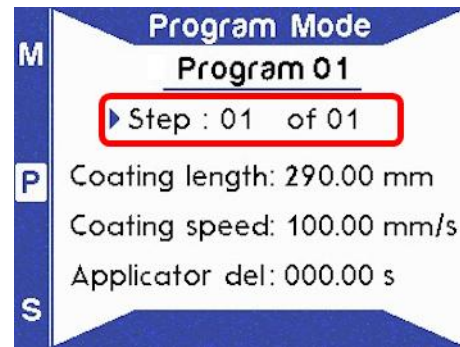 Program Mode
M
Program 01
Step : 01 of 01
P
Coating length: 290.00 mm
Coating speed: 100.00 mm/s
Applicator del: 000.00 s
S